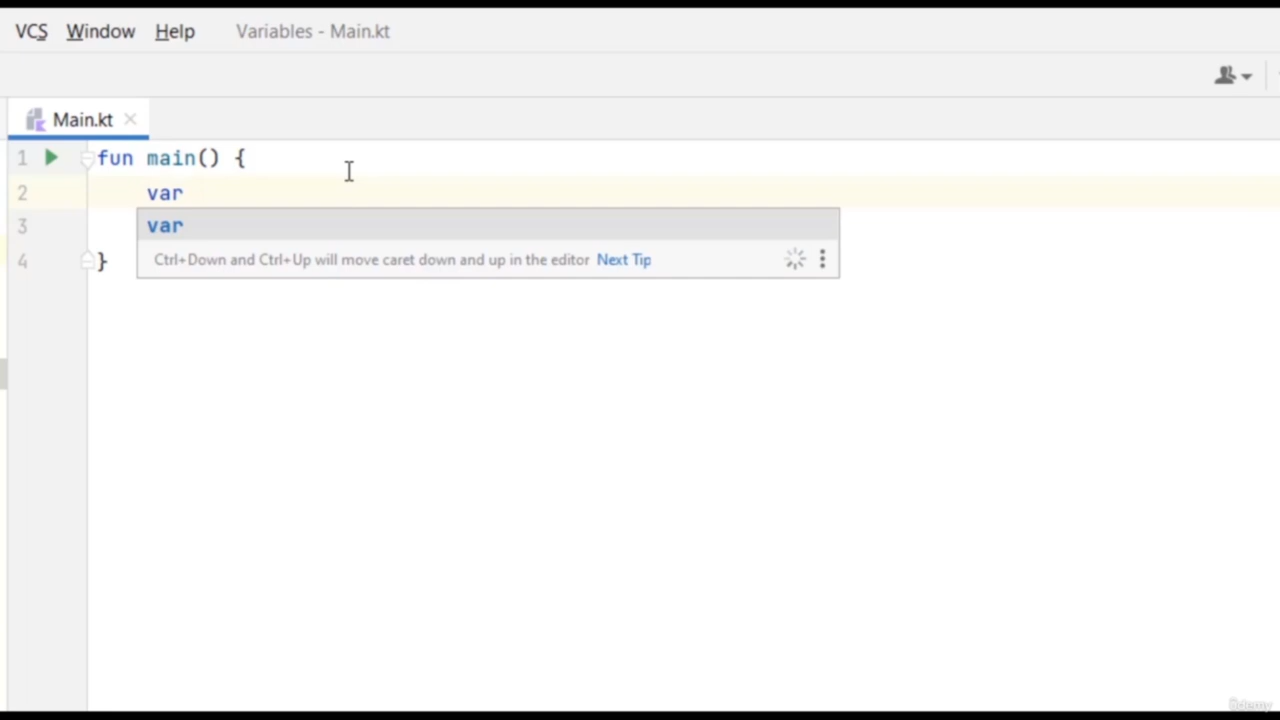 VCS Window Help Variables - Main.kt
Main.kt
1 fun main() {
2 var
3 var
Ctrl+Down and Ctrl+Up will move caret down and up in the editor Next Tip
4 }
ûdemy